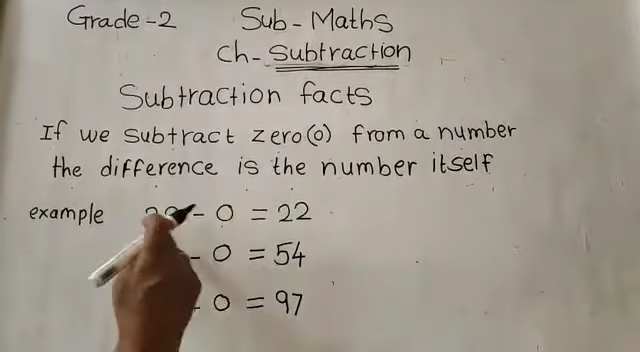 Grade-2 Sub-Maths
Ch-Subtraction
Subtraction facts
If we subtract zero(0) from a number
the difference is the number itself
example - 0 = 22
- 0 = 54
- 0 = 97